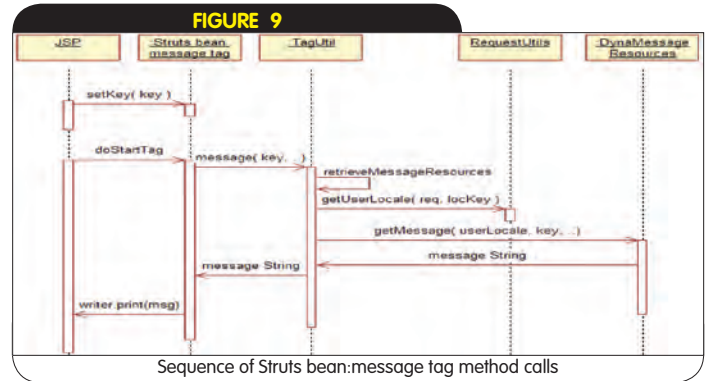 FIGURE 9
JSP
Struts bean
message tag
TagUtil
RequestUtils
DynaMessage
Resources
setKey( key )
doStartTag
message( key, ..)
retrieveMessageResources
getUserLocale( req, locKey )
getMessage( userLocale, key, ..)
message String
message String
writer.print(msg)
Sequence of Struts bean:message tag method calls